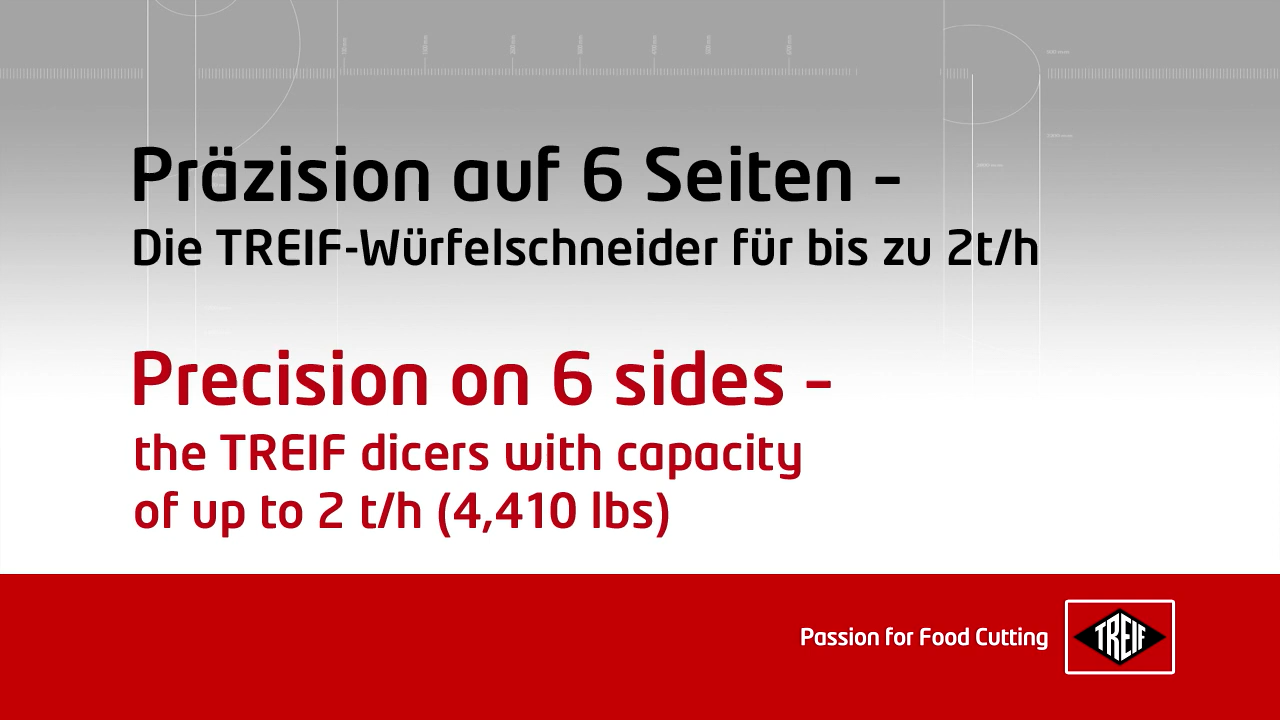 Präzision auf 6 Seiten –
Die TREIF-Würfelschneider für bis zu 2t/h
Precision on 6 sides –
the TREIF dicers with capacity
of up to 2 t/h (4,410 lbs)
Passion for Food Cutting
TREIF